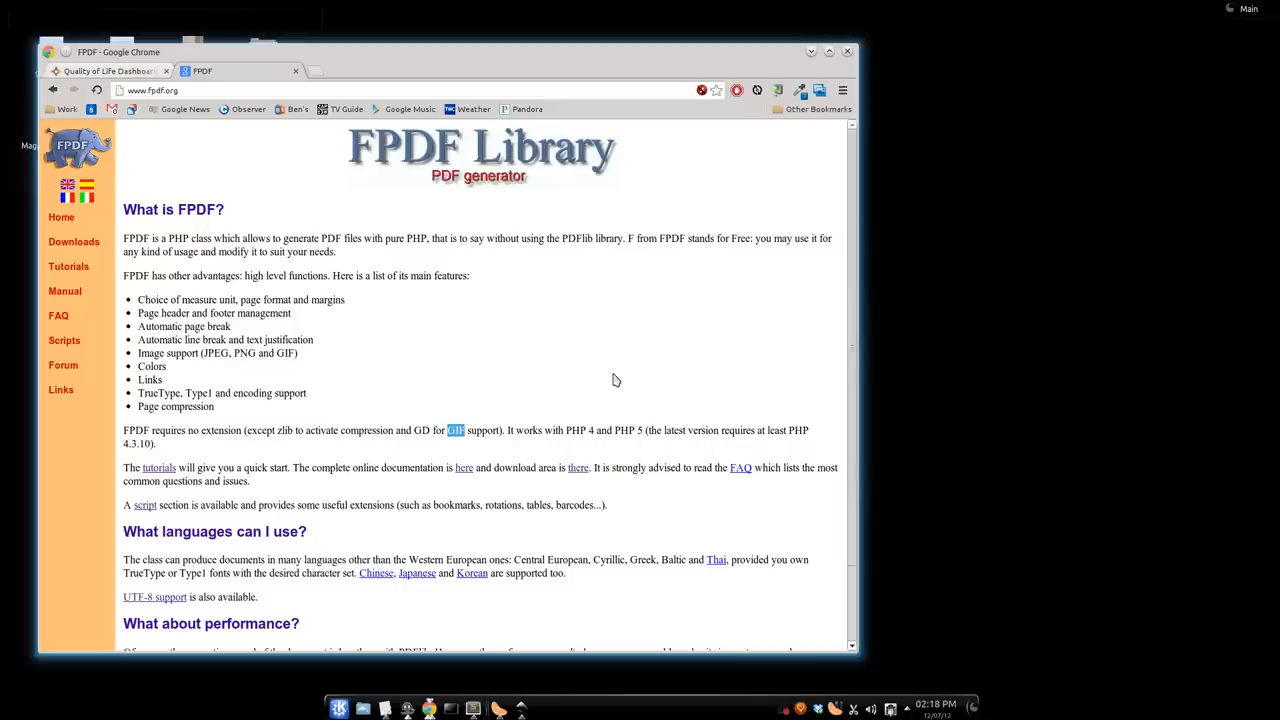 Main
FPDF - Google Chrome
Quality of Life Dashboar
FPDF
www.fpdf.org
Work
Google News
Observer
Ben's
TV Guide
Google Music
Weather
Pandora
Other Bookmarks
FPDF
Home
Downloads
Tutorials
Manual
FAQ
Scripts
Forum
Links
FPDF Library
PDF generator
What is FPDF?
FPDF is a PHP class which allows to generate PDF files with pure PHP, that is to say without using the PDFlib library. F from FPDF stands for Free: you may use it for
any kind of usage and modify it to suit your needs.
FPDF has other advantages: high level functions. Here is a list of its main features:
Choice of measure unit, page format and margins
Page header and footer management
Automatic page break
Automatic line break and text justification
Image support (JPEG, PNG and GIF)
Colors
Links
TrueType, Type1 and encoding support
Page compression
FPDF requires no extension (except zlib to activate compression and GD for GIF support). It works with PHP 4 and PHP 5 (the latest version requires at least PHP
4.3.10).
The tutorials will give you a quick start. The complete online documentation is here and download area is there. It is strongly advised to read the FAQ which lists the most
common questions and issues.
A script section is available and provides some useful extensions (such as bookmarks, rotations, tables, barcodes...).
What languages can I use?
The class can produce documents in many languages other than the Western European ones: Central European, Cyrillic, Greek, Baltic and Thai, provided you own
TrueType or Type1 fonts with the desired character set. Chinese, Japanese and Korean are supported too.
UTF-8 support is also available.
What about performance?
02:18 PM
12/07/12